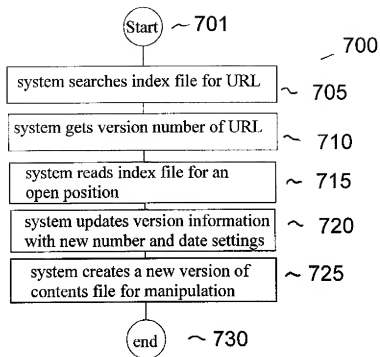 Start 701
700
system searches index file for URL 705
system gets version number of URL 710
system reads index file for an
open position 715
system updates version information
with new number and date settings 720
system creates a new version of
contents file for manipulation 725
end 730